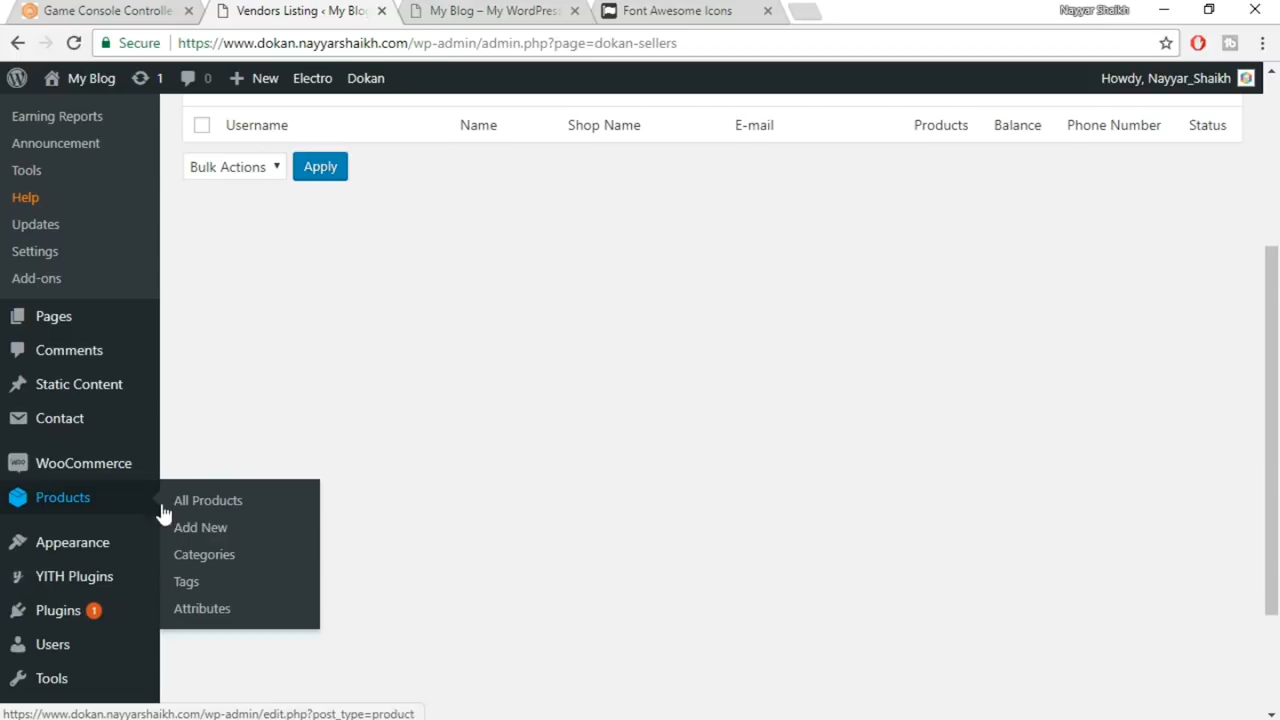 Game Console Controlle
Vendors Listing ‹ My Blo
My Blog – My WordPres
Font Awesome Icons
Nayyar Shaikh
Secure
https://www.dokan.nayyarshaikh.com/wp-admin/admin.php?page=dokan-sellers
My Blog
1
0
New
Electro
Dokan
Howdy, Nayyar_Shaikh
Earning Reports
Announcement
Tools
Help
Updates
Settings
Add-ons
Pages
Comments
Static Content
Contact
WooCommerce
Products
Appearance
YITH Plugins
Plugins 1
Users
Tools
All Products
Add New
Categories
Tags
Attributes
Username Name Shop Name E-mail Products Balance Phone Number Status
Bulk Actions Apply
https://www.dokan.nayyarshaikh.com/wp-admin/edit.php?post_type=product